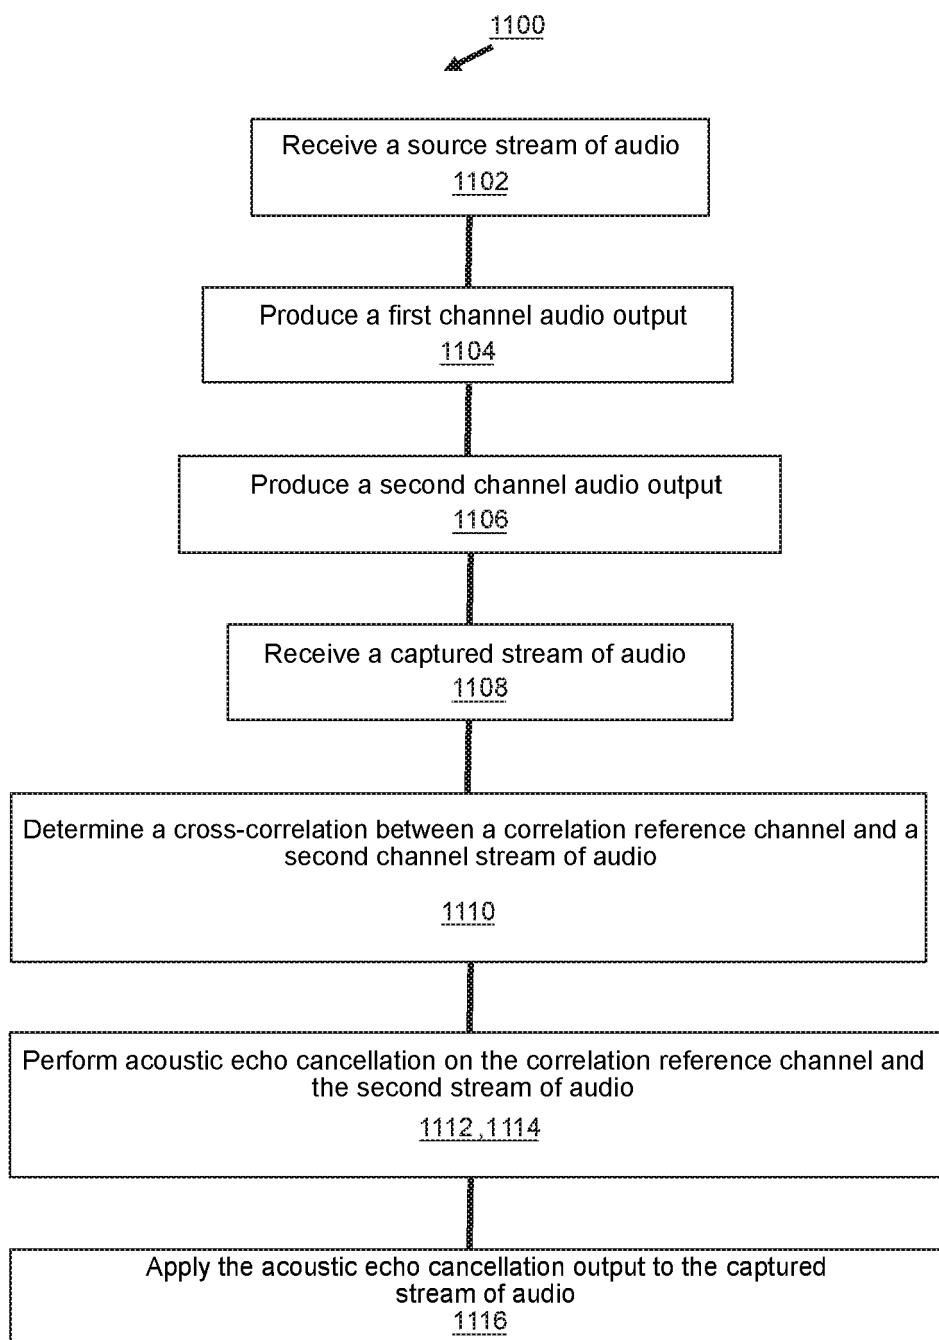 1100
Receive a source stream of audio
1102
Produce a first channel audio output
1104
Produce a second channel audio output
1106
Receive a captured stream of audio
1108
Determine a cross-correlation between a correlation reference channel and a
second channel stream of audio
1110
Perform acoustic echo cancellation on the correlation reference channel and
the second stream of audio
1112 ,1114
Apply the acoustic echo cancellation output to the captured
stream of audio
1116